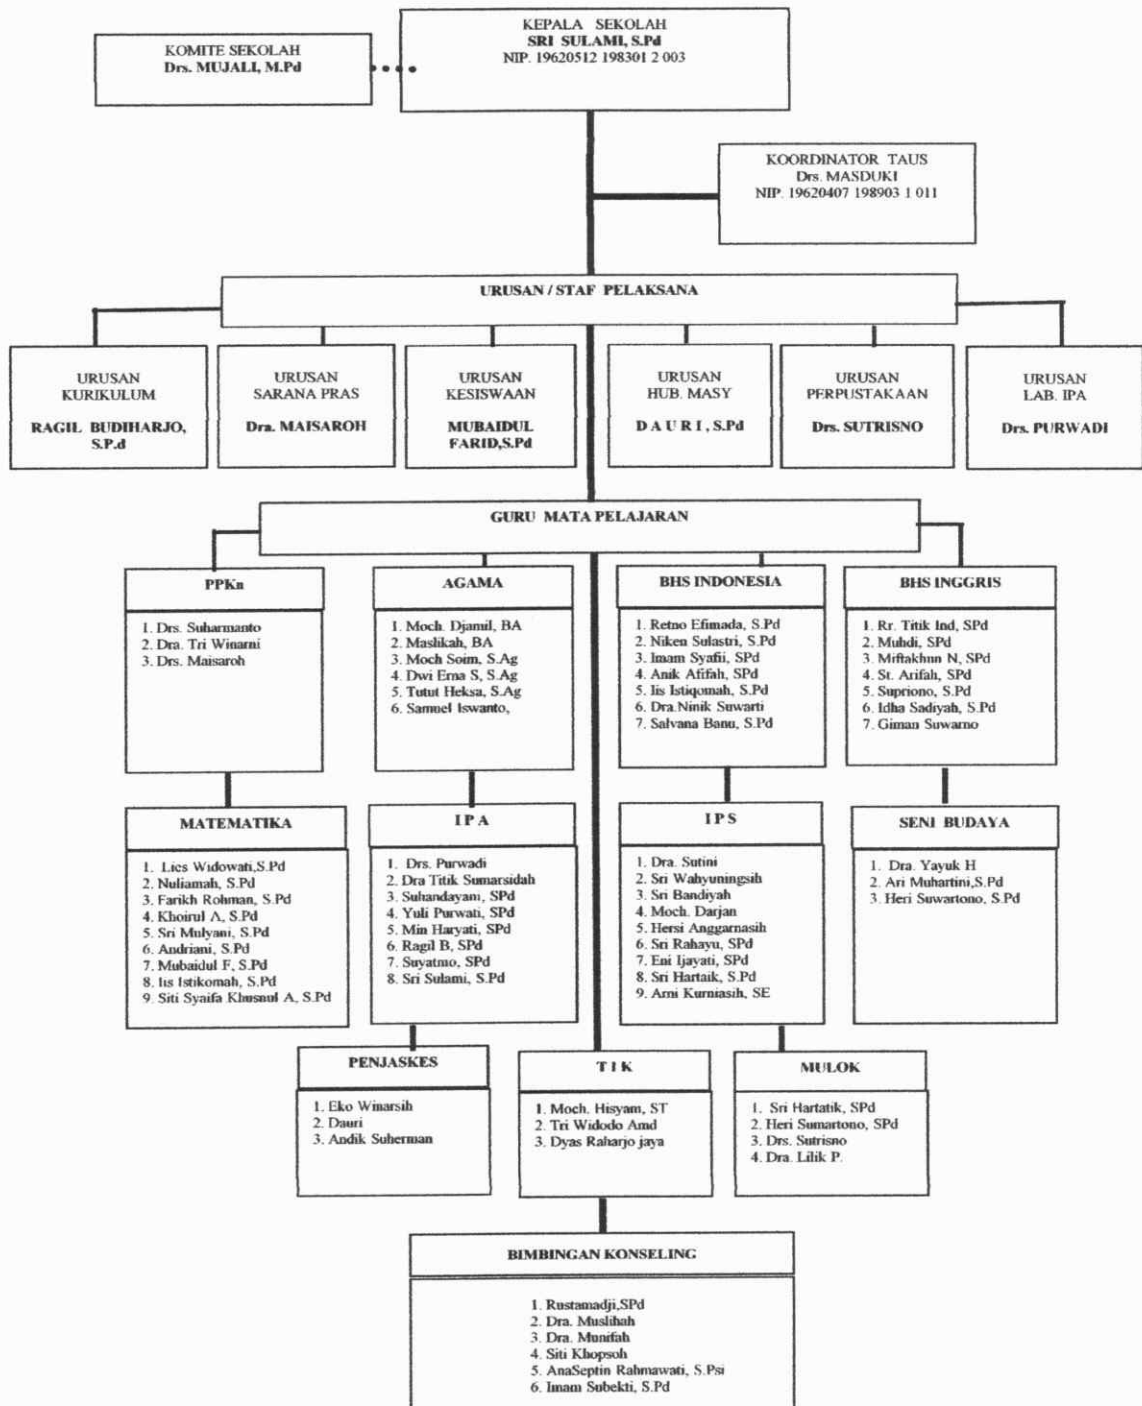 KEPALA SEKOLAH
SRI SULAMI, S.Pd
NIP. 19620512 198301 2 003
KOMITE SEKOLAH
Drs. MUJALI, M.Pd
KOORDINATOR TAUS
Drs. MASDUKI
NIP. 19620407 198903 1 011
URUSAN / STAF PELAKSANA
URUSAN
KURIKULUM
RAGIL BUDIHARJO,
S.P.d
URUSAN
SARANA PRAS
Dra. MAISAROH
URUSAN
KESISWAAN
MUBAIDUL
FARID,S.Pd
URUSAN
HUB. MASY
D A U R I , S.Pd
URUSAN
PERPUSTAKAAN
Drs. SUTRISNO
URUSAN
LAB. IPA
Drs. PURWADI
GURU MATA PELAJARAN
PPKn
1. Drs. Suharmanto
2. Dra. Tri Winarni
3. Drs. Maisaroh
AGAMA
1. Moch. Djamil, BA
2. Maslikah, BA
3. Moch Soim, S.Ag
4. Dwi Erna S, S.Ag
5. Tutut Heksa, S.Ag
6. Samuel Iswanto,
BHS INDONESIA
1. Retno Efimada, S.Pd
2. Niken Sulastri, S.Pd
3. Imam Syafii, SPd
4. Anik Afifah, SPd
5. Iis Istiqomah, S.Pd
6. Dra.Ninik Suwarti
7. Salvana Banu, S.Pd
BHS INGGRIS
1. Rr. Titik Ind, SPd
2. Muhdi, SPd
3. Miftakhun N, SPd
4. St. Arifah, SPd
5. Supriono, S.Pd
6. Idha Sadiyah, S.Pd
7. Giman Suwarno
MATEMATIKA
1. Lies Widowati,S.Pd
2. Nuliamah, S.Pd
3. Farikh Rohman, S.Pd
4. Khoirul A, S.Pd
5. Sri Mulyani, S.Pd
6. Andriani, S.Pd
7. Mubaidul F, S.Pd
8. Iis Istikomah, S.Pd
9. Siti Syaifa Khusnul A, S.Pd
I P A
1. Drs. Purwadi
2. Dra Titik Sumarsidah
3. Suhandayani, SPd
4. Yuli Purwati, SPd
5. Min Haryati, SPd
6. Ragil B, SPd
7. Suyatmo, SPd
8. Sri Sulami, S.Pd
I P S
1. Dra. Sutini
2. Sri Wahyuningsih
3. Sri Bandiyah
4. Moch. Darjan
5. Hersi Anggarnasih
6. Sri Rahayu, SPd
7. Eni Ijayati, SPd
8. Sri Hartaik, S.Pd
9. Arni Kurniasih, SE
SENI BUDAYA
1. Dra. Yayuk H
2. Ari Muhartini,S.Pd
3. Heri Suwartono, S.Pd
PENJASKES
1. Eko Winarsih
2. Dauri
3. Andik Suherman
T I K
1. Moch. Hisyam, ST
2. Tri Widodo Amd
3. Dyas Raharjo jaya
MULOK
1. Sri Hartatik, SPd
2. Heri Sumartono, SPd
3. Drs. Sutrisno
4. Dra. Lilik P.
BIMBINGAN KONSELING
1. Rustamadji,SPd
2. Dra. Muslihah
3. Dra. Munifah
4. Siti Khopsoh
5. AnaSeptin Rahmawati, S.Psi
6. Imam Subekti, S.Pd